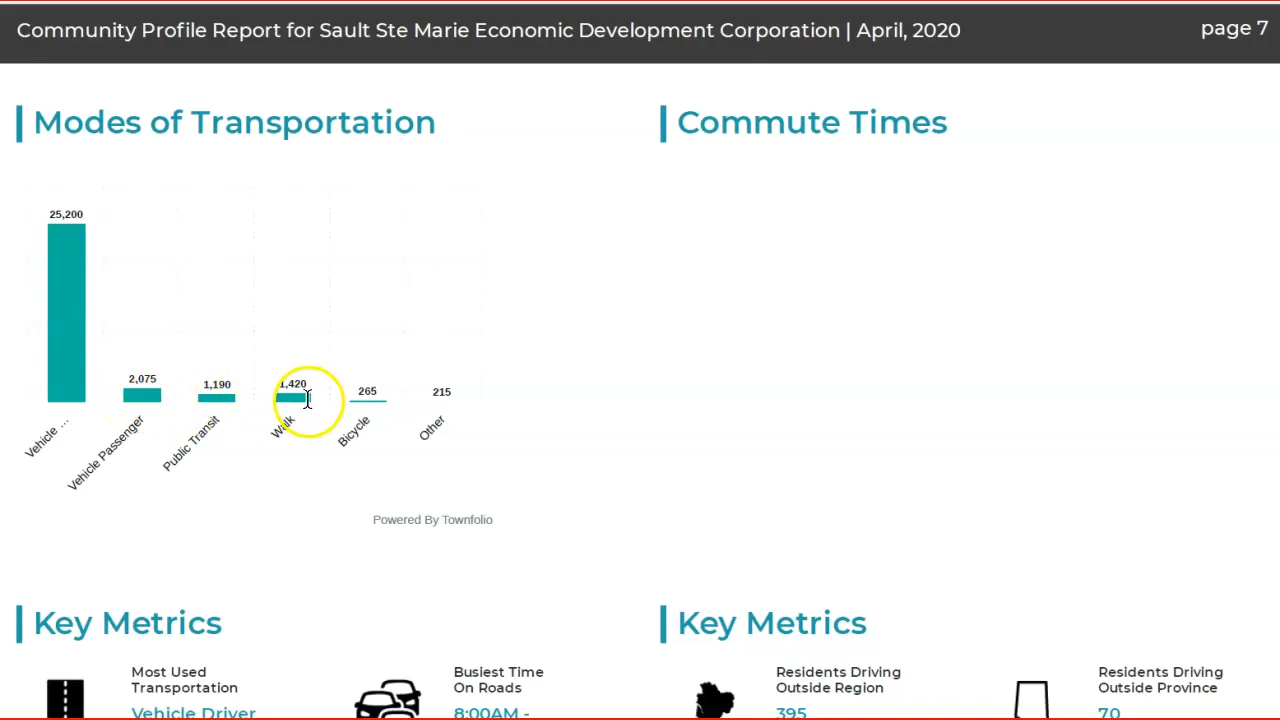 Community Profile Report for Sault Ste Marie Economic Development Corporation | April, 2020
page 7
Modes of Transportation
Commute Times
25,200
2,075
1,190
1,420
265
215
Vehicle ...
Vehicle Passenger
Public Transit
Walk
Bicycle
Other
Powered By Townfolio
Key Metrics
Key Metrics
Most Used
Transportation
Vehicle Driver
Busiest Time
On Roads
8:00AM -
Residents Driving
Outside Region
395
Residents Driving
Outside Province
70